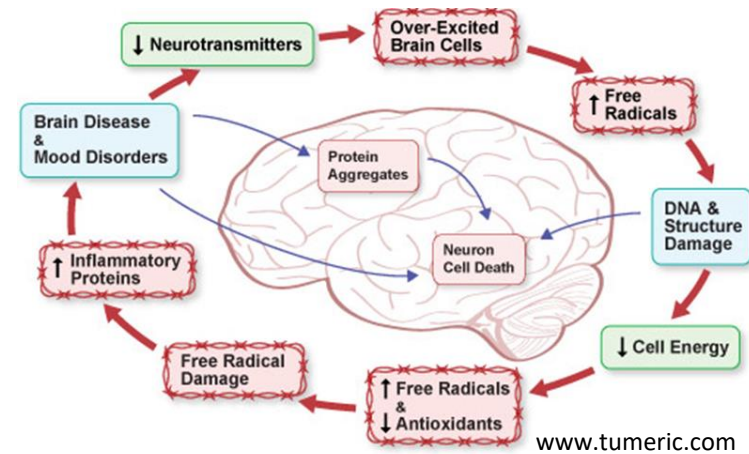 ↓ Neurotransmitters
Over-Excited
Brain Cells
↑ Free
Radicals
Brain Disease
&
Mood Disorders
Protein
Aggregates
DNA &
Structure
Damage
Neuron
Cell Death
↑ Inflammatory
Proteins
↓ Cell Energy
Free Radical
Damage
↑ Free Radicals
&
↓ Antioxidants
www.tumeric.com